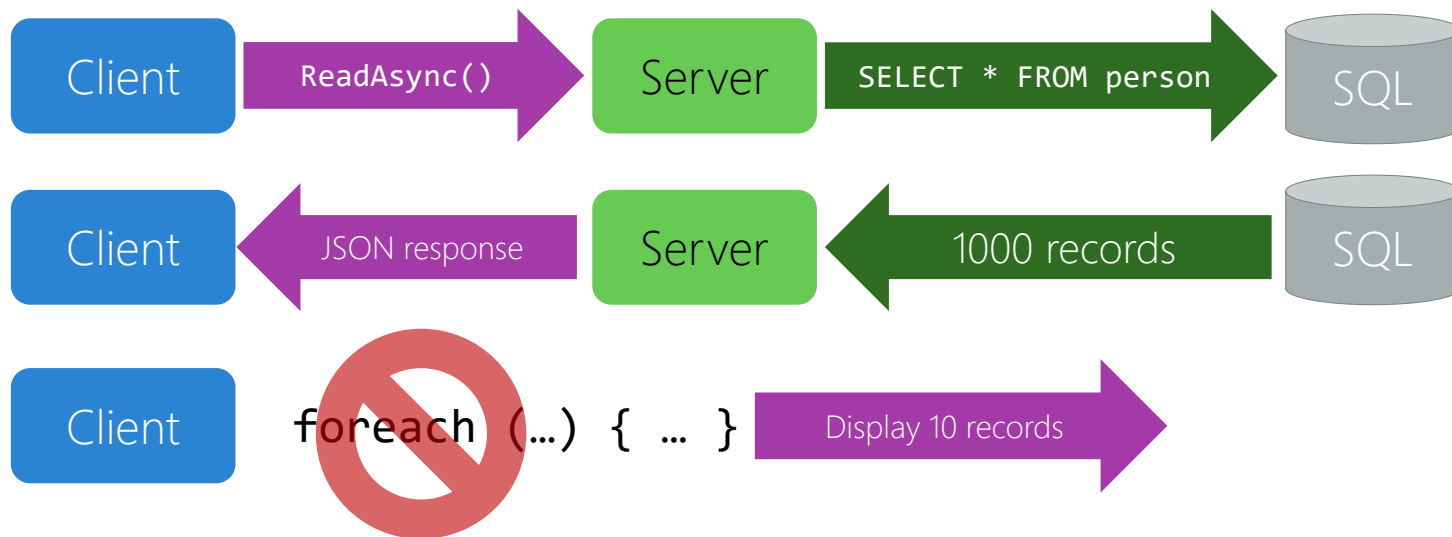 Client
ReadAsync()
Server
SELECT * FROM person
SQL
Client
JSON response
Server
1000 records
SQL
Client
foreach (…) { … }
Display 10 records